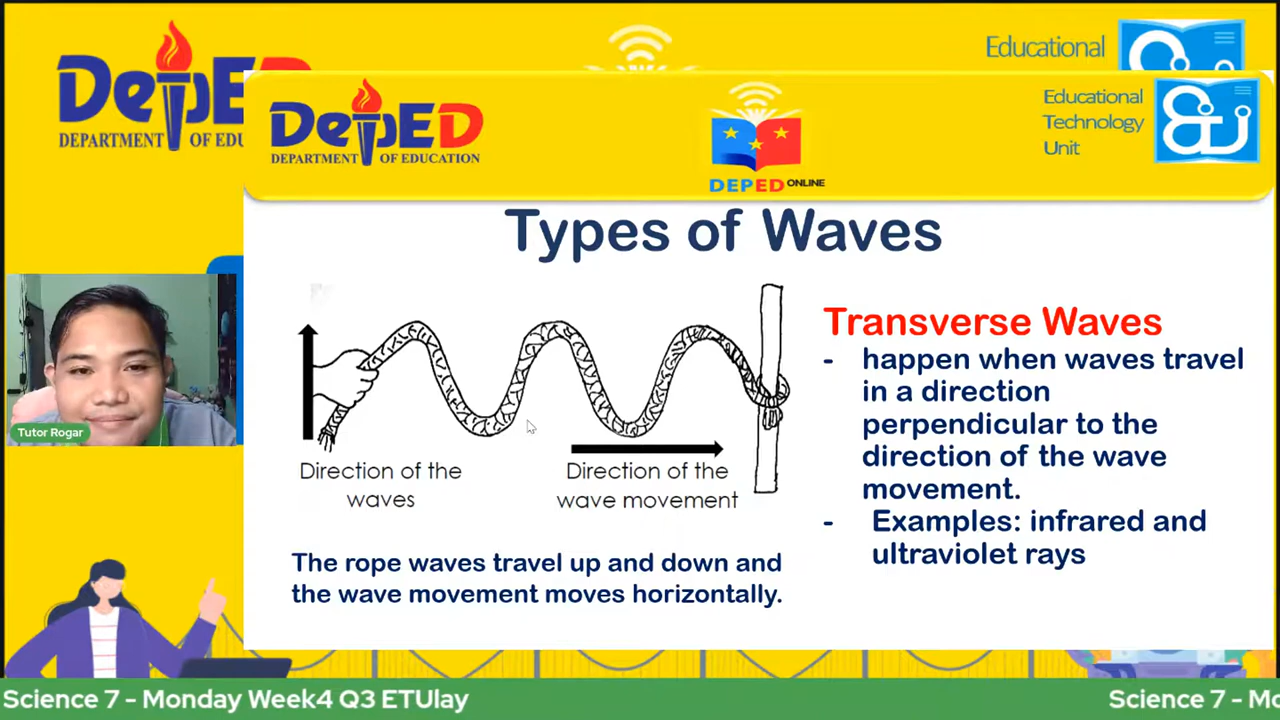 DepE
DEPARTMENT OF EDU
Educational
DepED
DEPARTMENT OF EDUCATION
DEPED ONLINE
Educational
Technology
Unit
Types of Waves
Direction of the
waves
Direction of the
wave movement
The rope waves travel up and down and
the wave movement moves horizontally.
Transverse Waves
- happen when waves travel
in a direction
perpendicular to the
direction of the wave
movement.
- Examples: infrared and
ultraviolet rays
Tutor Rogar
Science 7 - Monday Week4 Q3 ETUlay
Science 7 - Mo